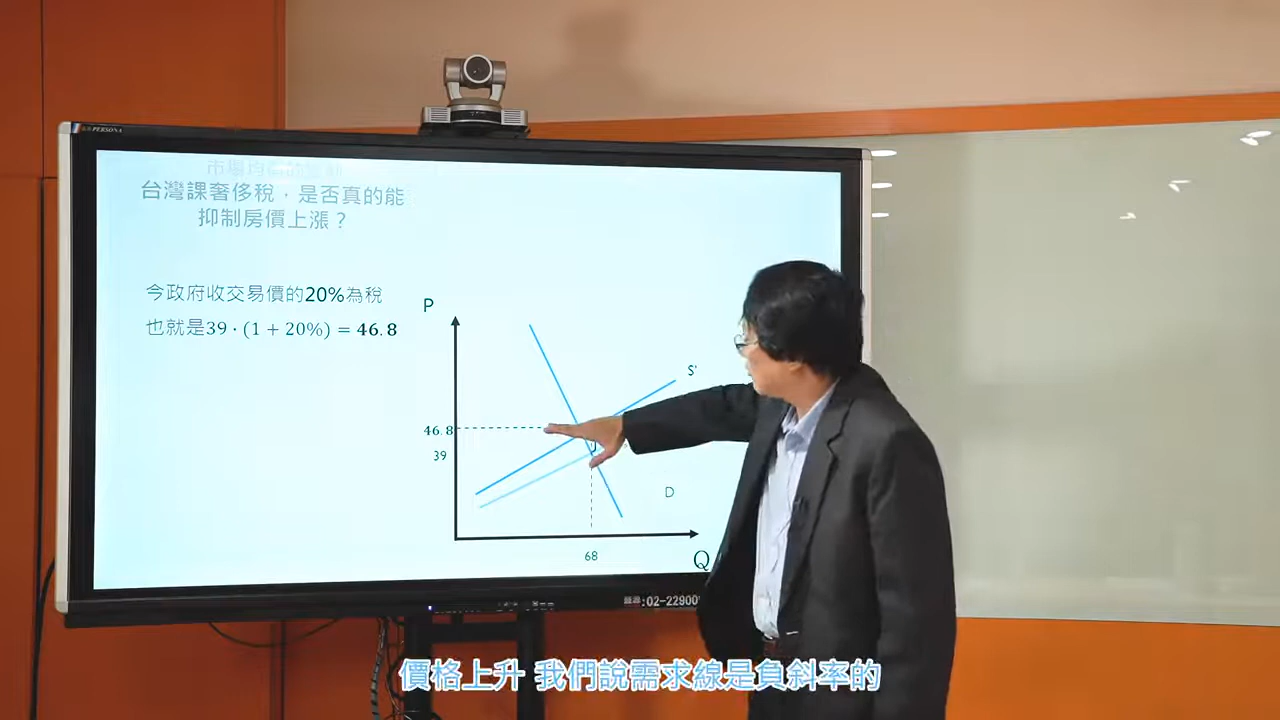 台灣課奢侈稅，是否真的能
抑制房價上漲？
今政府收交易價的20%為稅
也就是39·(1+20%)=46.8
P
S'
46.8
39
D
68
Q
:02-22900
價格上升 我們說需求線是負斜率的